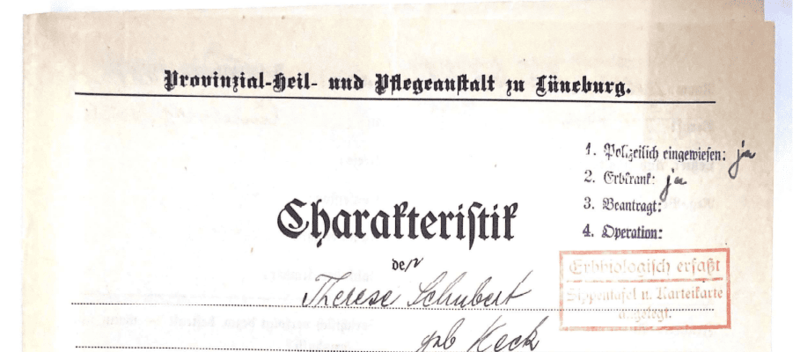 Provinzial-Heil- und Pflegeanstalt zu Lüneburg.
1. Polizeilich eingewiesen: ja
2. Erbkrank: ja
3. Beantragt:
4. Operation:
Charakteristik
der
Therese Schubert
geb Keck
Erbbiologisch erfaßt
Sippentafel u. Karteikarte
angelegt.